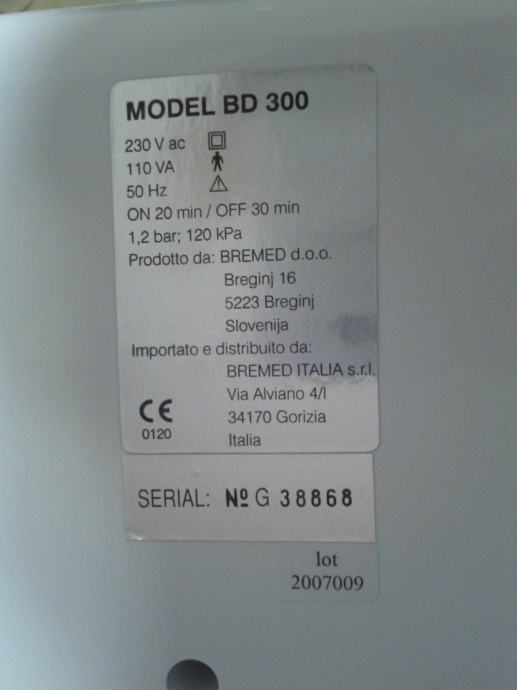 MODEL BD 300
230 V ac
110 VA
50 Hz
ON 20 min / OFF 30 min
1,2 bar; 120 kPa
Prodotto da: BREMED d.o.o.
Breginj 16
5223 Breginj
Slovenija
Importato e distribuito da:
BREMED ITALIA s.r.l.
Via Alviano 4/I
34170 Gorizia
Italia
CE
0120
SERIAL: Nº G 38868
lot
2007009